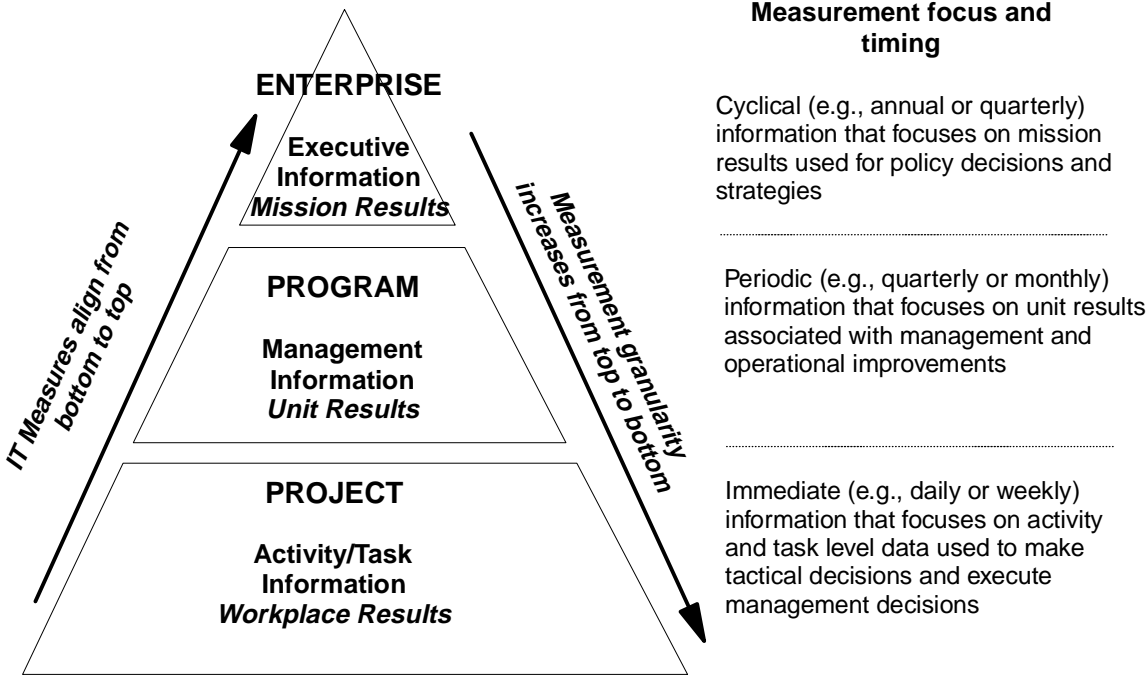 Measurement focus and
timing
ENTERPRISE
Executive
Information
Mission Results
Cyclical (e.g., annual or quarterly)
information that focuses on mission
results used for policy decisions and
strategies
IT Measures align from
bottom to top
Measurement granularity
increases from top to bottom
PROGRAM
Management
Information
Unit Results
Periodic (e.g., quarterly or monthly)
information that focuses on unit results
associated with management and
operational improvements
PROJECT
Activity/Task
Information
Workplace Results
Immediate (e.g., daily or weekly)
information that focuses on activity
and task level data used to make
tactical decisions and execute
management decisions